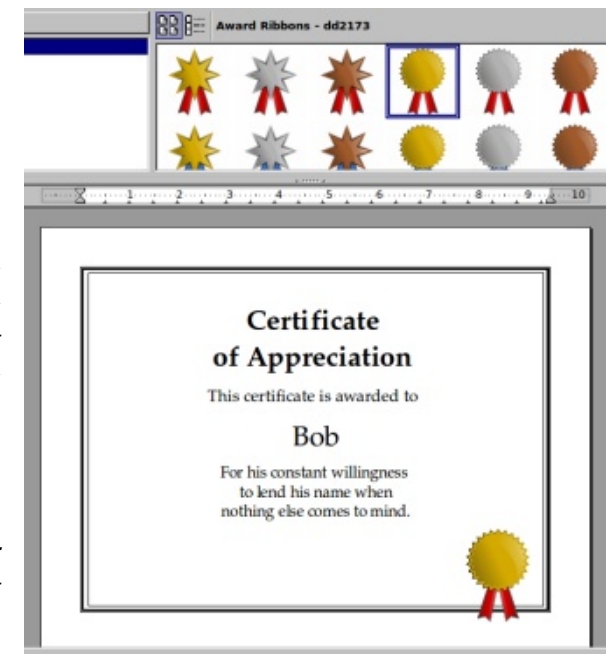 Award Ribbons - dd2173
1 2 3 4 5 6 7 8 9 10
Certificate
of Appreciation
This certificate is awarded to
Bob
For his constant willingness
to lend his name when
nothing else comes to mind.